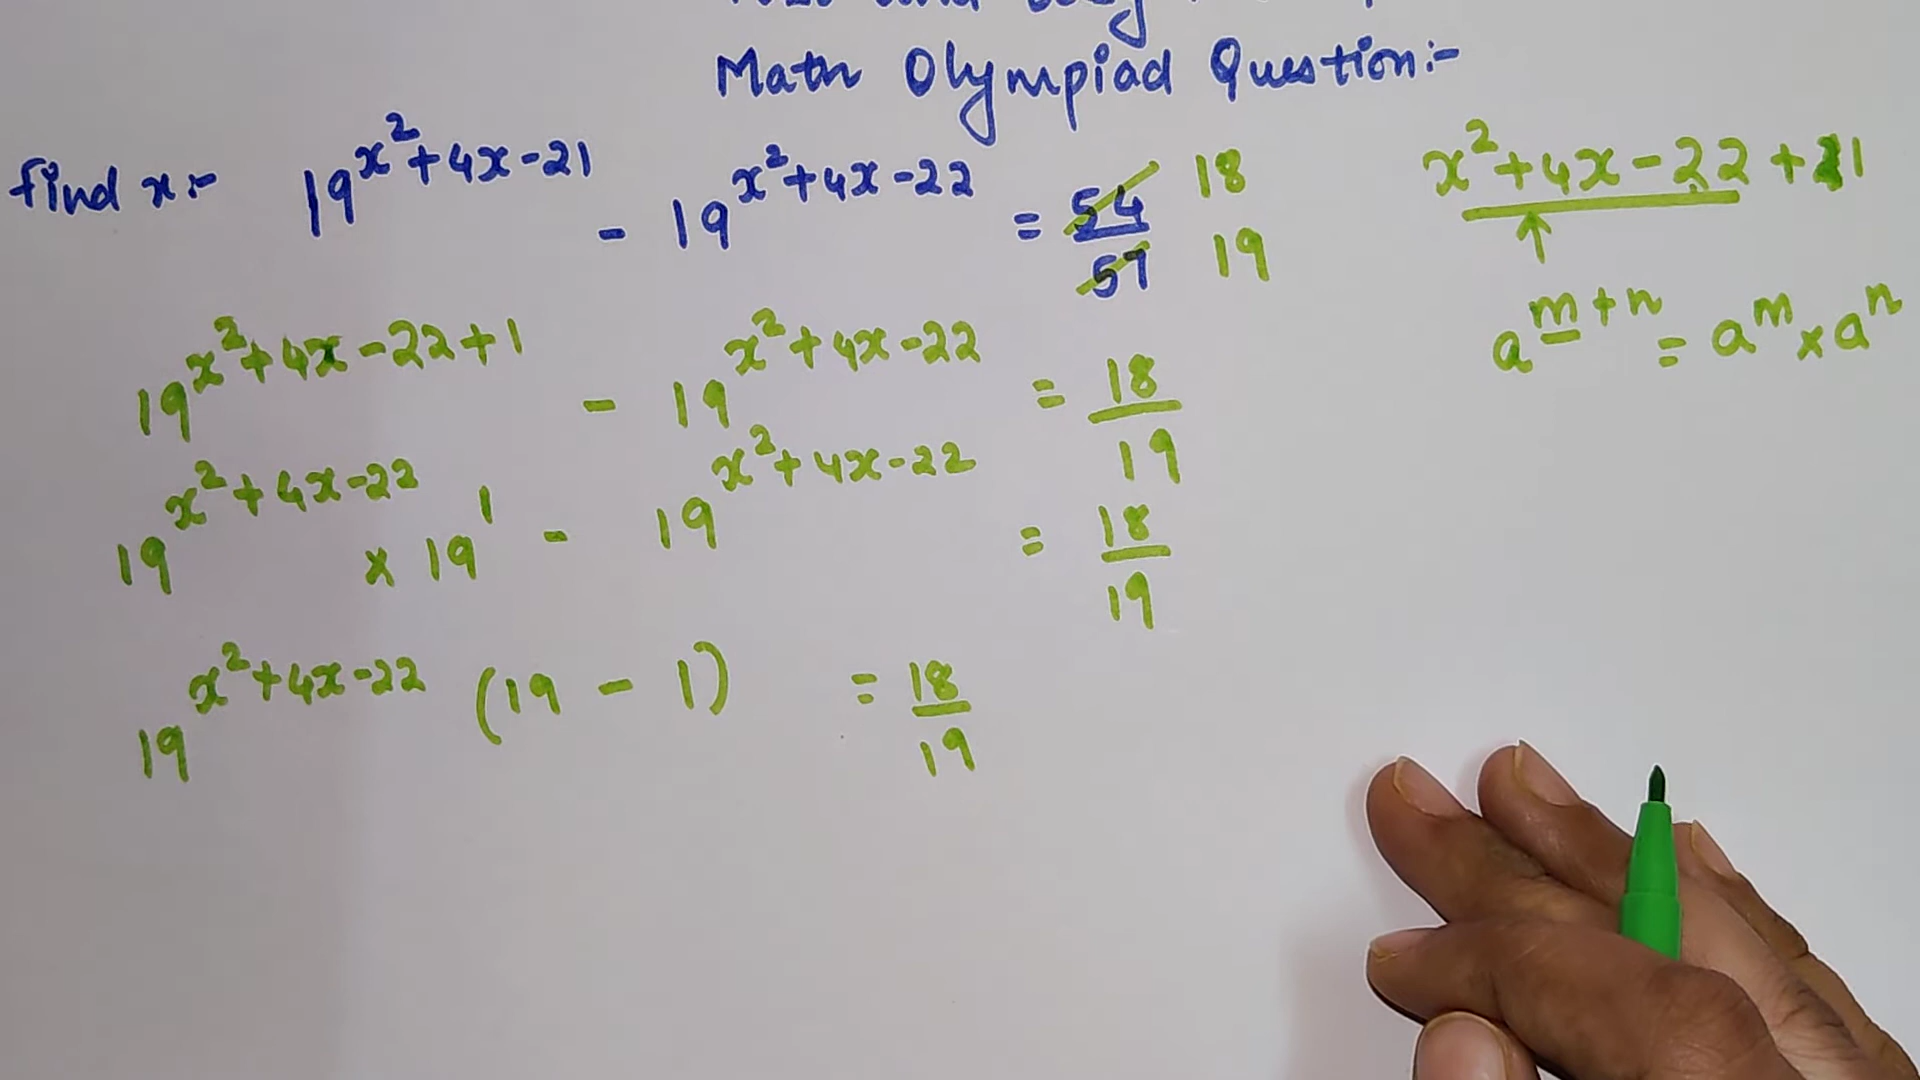 Math Olympiad Question:-
find x:- 19^{x²+4x-21} - 19^{x²+4x-22} = 54/57 18/19
x²+4x-22+1
a^{m+n} = a^m × a^n
19^{x²+4x-22+1} - 19^{x²+4x-22} = 18/19
19^{x²+4x-22} × 19^1 - 19^{x²+4x-22} = 18/19
19^{x²+4x-22} (19 - 1) = 18/19